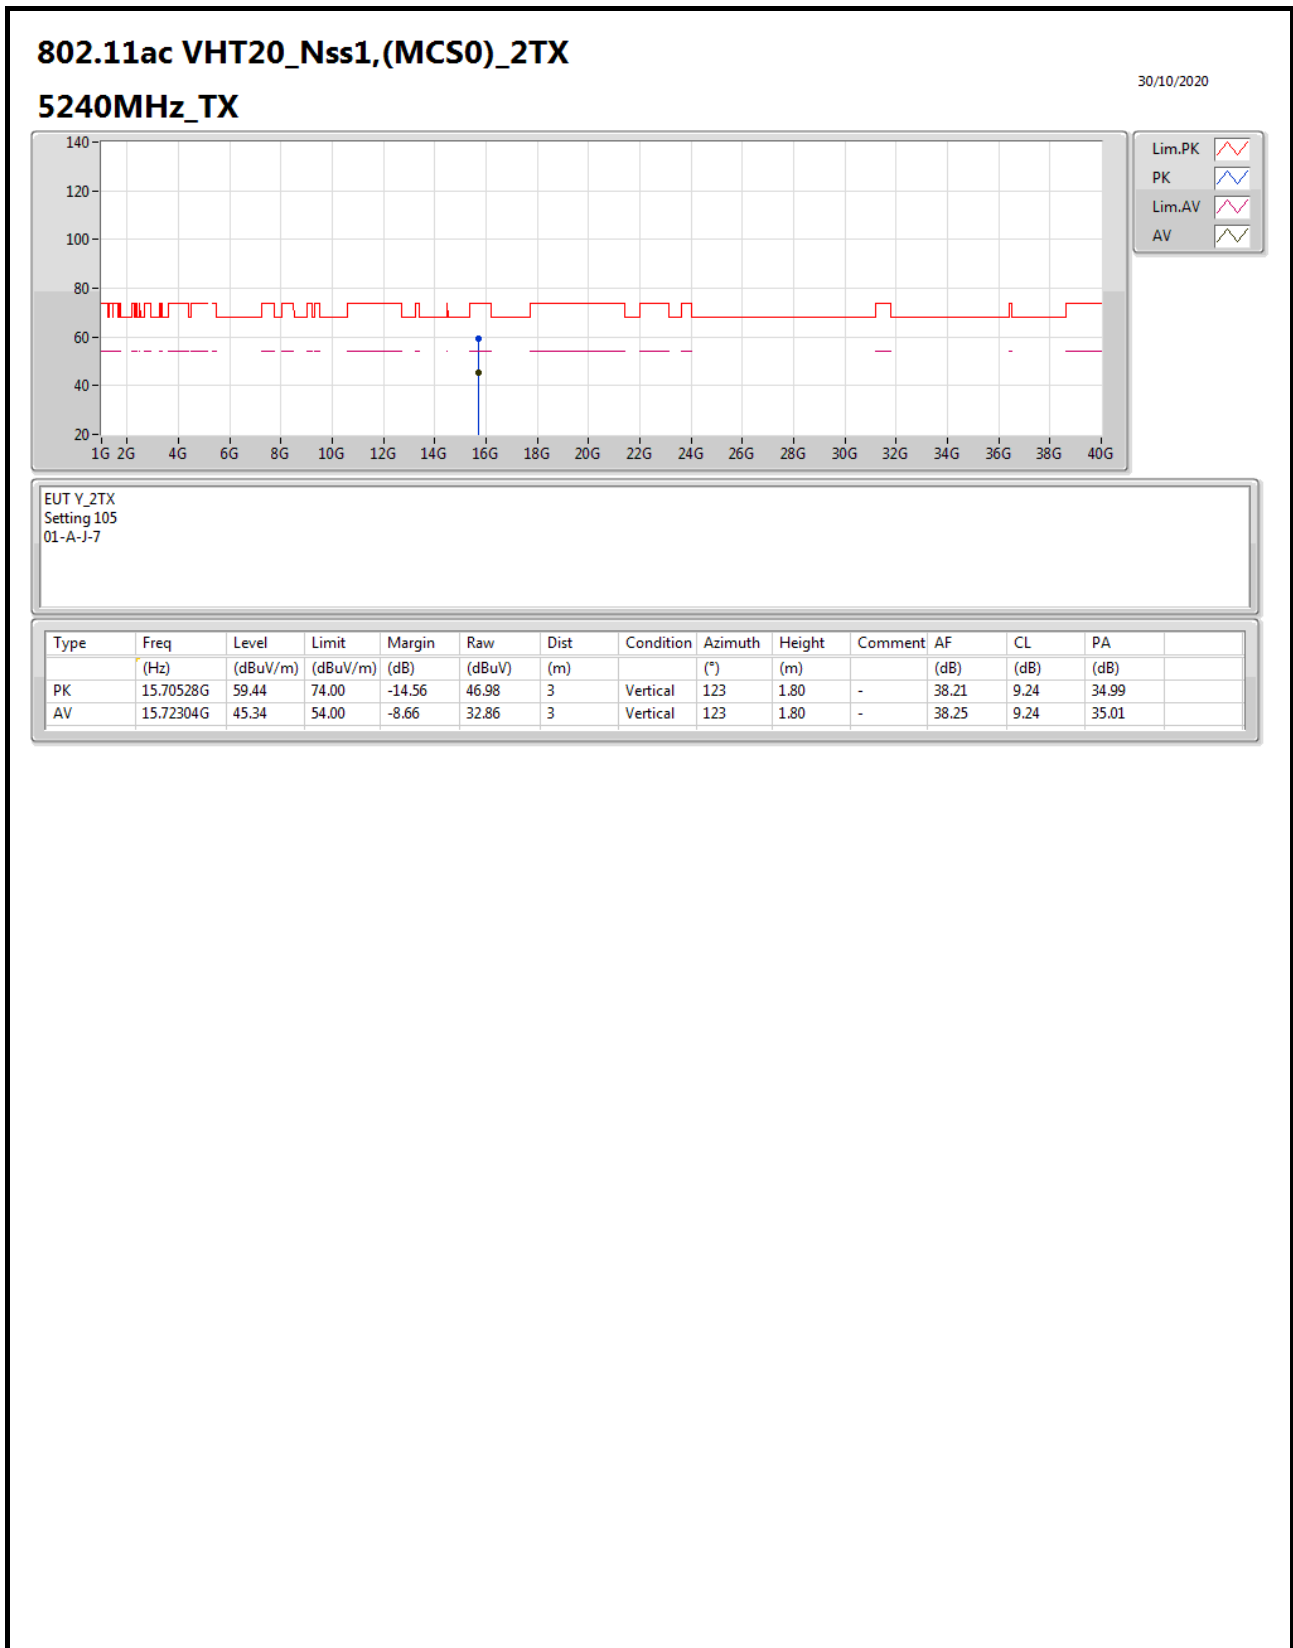 802.11ac VHT20_Nss1,(MCS0)_2TX
30/10/2020
5240MHz_TX
140
120
100
80
60
40
20
1G 2G 4G 6G 8G 10G 12G 14G 16G 18G 20G 22G 24G 26G 28G 30G 32G 34G 36G 38G 40G
Lim.PK
PK
Lim.AV
AV
EUT Y_2TX
Setting 105
01-A-J-7
Type Freq Level Limit Margin Raw Dist Condition Azimuth Height Comment AF CL PA
(Hz) (dBuV/m) (dBuV/m) (dB) (dBuV) (m) (°) (m) (dB) (dB) (dB)
PK 15.70528G 59.44 74.00 -14.56 46.98 3 Vertical 123 1.80 - 38.21 9.24 34.99
AV 15.72304G 45.34 54.00 -8.66 32.86 3 Vertical 123 1.80 - 38.25 9.24 35.01